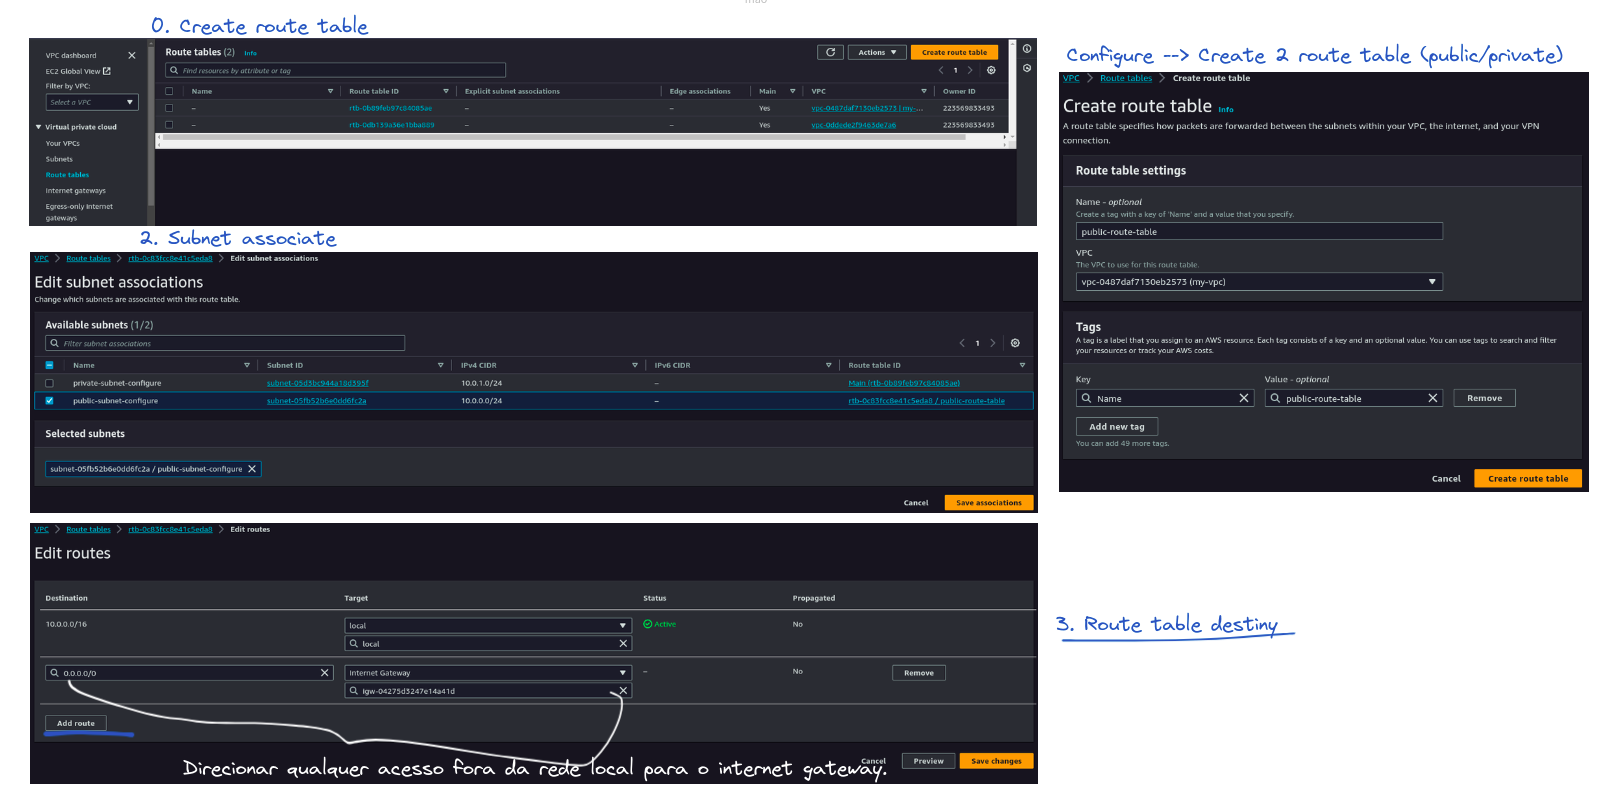 0. Create route table
VPC dashboard
EC2 Global View
Filter by VPC:
Select a VPC
Virtual private cloud
Your VPCs
Subnets
Route tables
Internet gateways
Egress-only internet
gateways
Route tables (2) Info
Actions
Create route table
Find resources by attribute or tag
1
Name Route table ID Explicit subnet associations Edge associations Main VPC Owner ID
– rtb-0b89feb97c84085ae – – Yes vpc-0487daf7130eb2573 | my-... 223569833493
– rtb-0db139a36e1bba889 – – Yes vpc-0ddede2f9463de7a6 223569833493
Configure --> Create 2 route table (public/private)
VPC > Route tables > Create route table
Create route table Info
A route table specifies how packets are forwarded between the subnets within your VPC, the internet, and your VPN
connection.
Route table settings
Name - optional
Create a tag with a key of 'Name' and a value that you specify.
public-route-table
VPC
The VPC to use for this route table.
vpc-0487daf7130eb2573 (my-vpc)
Tags
A tag is a label that you assign to an AWS resource. Each tag consists of a key and an optional value. You can use tags to search and filter
your resources or track your AWS costs.
Key Value - optional
Name public-route-table Remove
Add new tag
You can add 49 more tags.
Cancel Create route table
2. Subnet associate
VPC > Route tables > rtb-0c83fcc8e41c5eda8 > Edit subnet associations
Edit subnet associations
Change which subnets are associated with this route table.
Available subnets (1/2)
Filter subnet associations
1
Name Subnet ID IPv4 CIDR IPv6 CIDR Route table ID
private-subnet-configure subnet-05d5bc944a18d395f 10.0.1.0/24 – Main (rtb-0b89feb97c84085ae)
public-subnet-configure subnet-05fb52b6e0dd6fc2a 10.0.0.0/24 – rtb-0c83fcc8e41c5eda8 / public-route-table
Selected subnets
subnet-05fb52b6e0dd6fc2a / public-subnet-configure
Cancel Save associations
VPC > Route tables > rtb-0c83fcc8e41c5eda8 > Edit routes
Edit routes
Destination Target Status Propagated
10.0.0.0/16 local Active No
local
0.0.0.0/0 Internet Gateway – No Remove
igw-04275d3247e14a41d
Add route
Cancel Preview Save changes
Direcionar qualquer acesso fora da rede local para o internet gateway.
3. Route table destiny